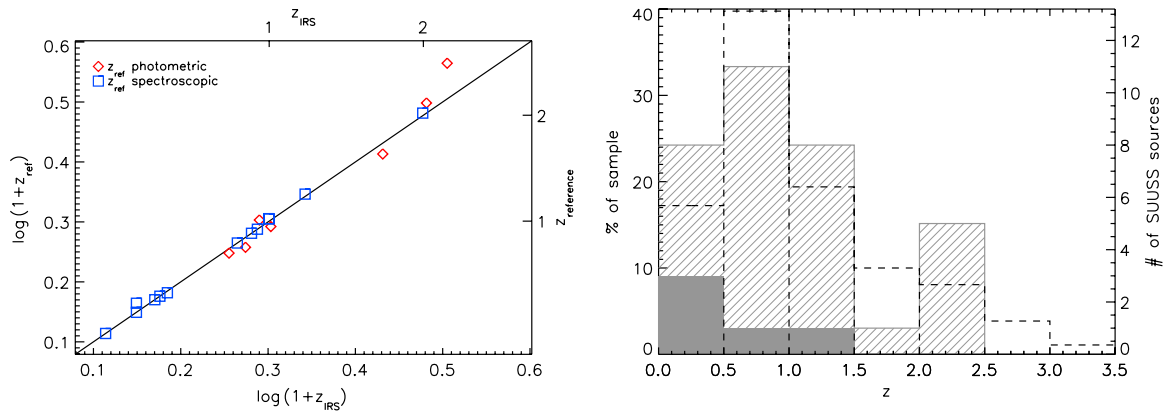 z_IRS
1 2
0.6
0.5
0.4
0.3
0.2
0.1
log (1+z_ref)
z_ref photometric
z_ref spectroscopic
2
1
z_reference
0.1 0.2 0.3 0.4 0.5 0.6
log (1+z_IRS)
40
30
20
10
0
% of sample
12
10
8
6
4
2
0
# of SUUSS sources
0.0 0.5 1.0 1.5 2.0 2.5 3.0 3.5
z